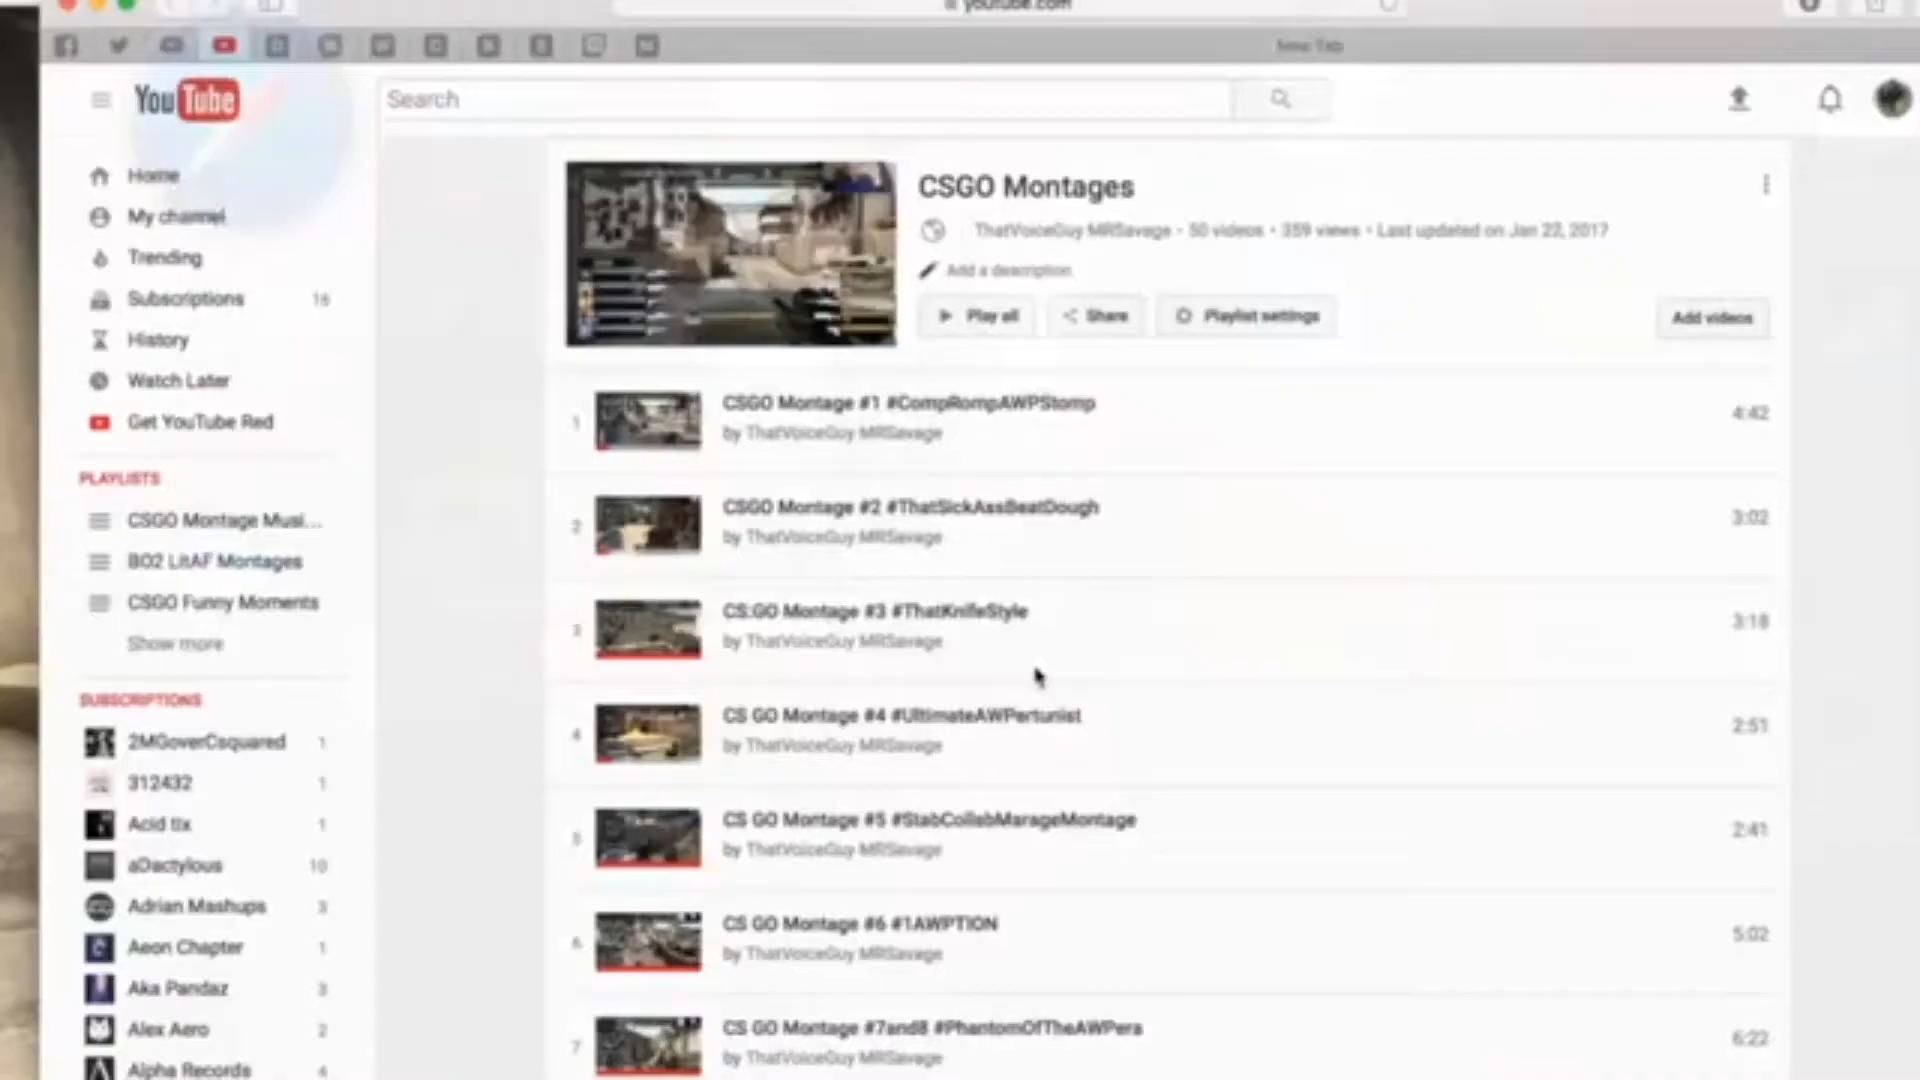 youtube.com
New Tab
YouTube
Search
Home
My channel
Trending
Subscriptions 16
History
Watch Later
Get YouTube Red
PLAYLISTS
CSGO Montage Musi...
BO2 LitAF Montages
CSGO Funny Moments
Show more
SUBSCRIPTIONS
2MGoverCsquared 1
312432 1
Acid tix 1
aDactylous 10
Adrian Mashups 3
Aeon Chapter 1
Aka Pandaz 3
Alex Aero 2
Alpha Records 4
CSGO Montages
ThatVoiceGuy MRSavage • 50 videos • 359 views • Last updated on Jan 22, 2017
Add a description
Play all Share Playlist settings Add videos
1 CSGO Montage #1 #CompRompAWPStomp 4:42
by ThatVoiceGuy MRSavage
2 CSGO Montage #2 #ThatSickAssBeatDough 3:02
by ThatVoiceGuy MRSavage
3 CS:GO Montage #3 #ThatKnifeStyle 3:18
by ThatVoiceGuy MRSavage
4 CS GO Montage #4 #UltimateAWPertunist 2:51
by ThatVoiceGuy MRSavage
5 CS GO Montage #5 #StabCollabMarageMontage 2:41
by ThatVoiceGuy MRSavage
6 CS GO Montage #6 #1AWPTION 5:02
by ThatVoiceGuy MRSavage
7 CS GO Montage #7and8 #PhantomOfTheAWPera 6:22
by ThatVoiceGuy MRSavage